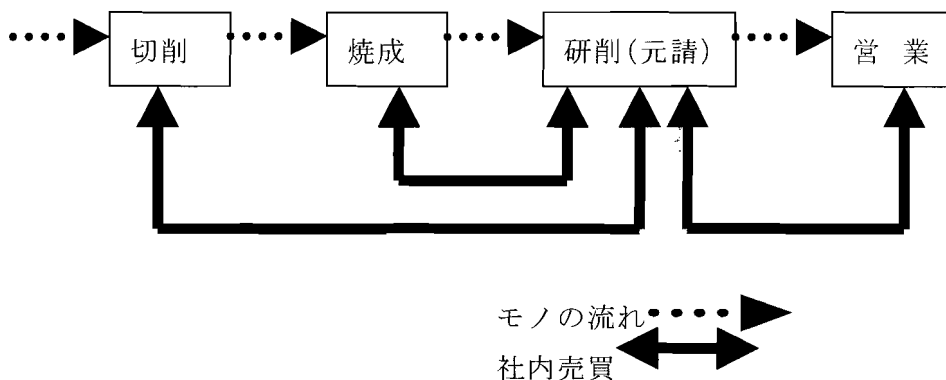 切削
焼成
研削(元請)
営 業
モノの流れ
社内売買